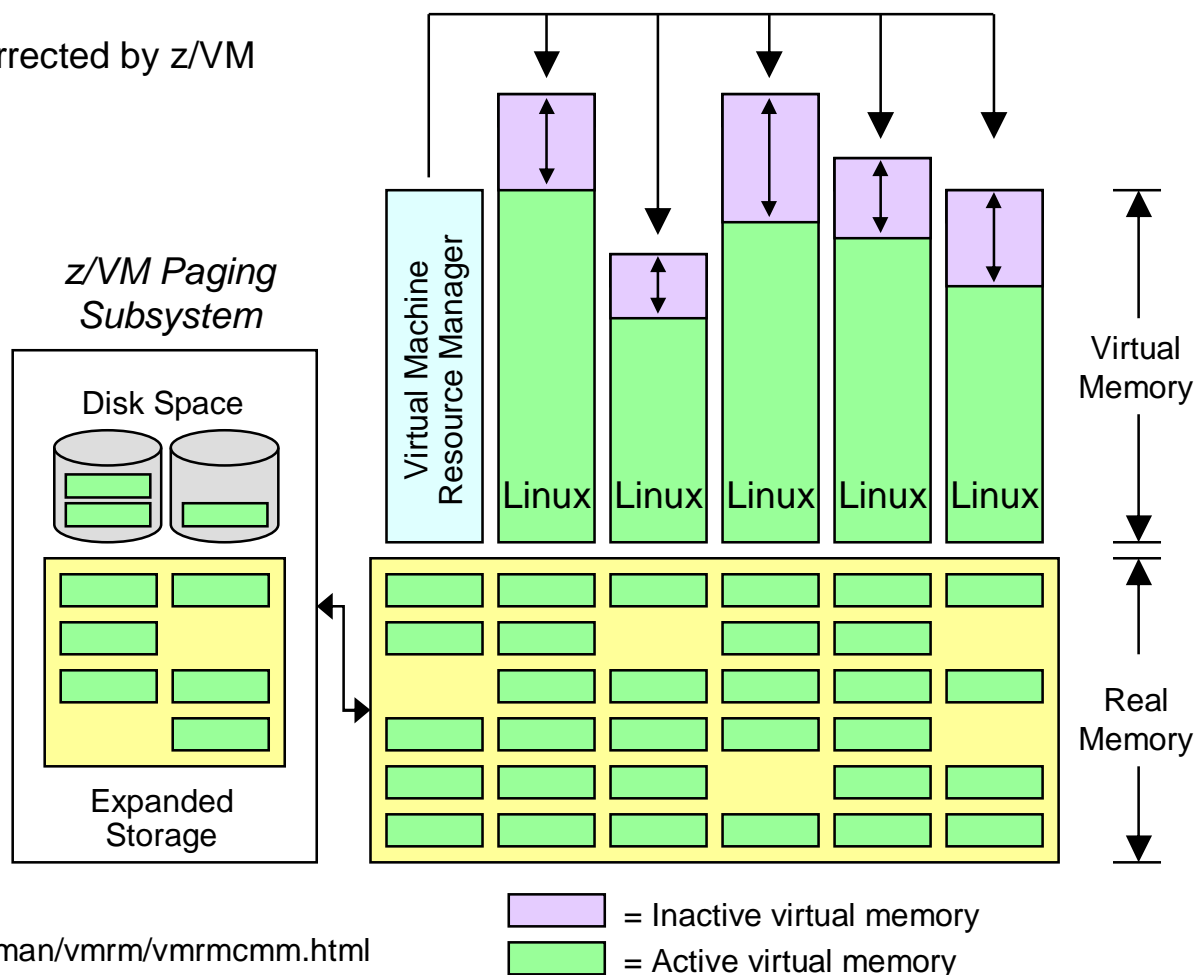 rrected by z/VM
z/VM Paging
Subsystem
Disk Space
Expanded
Storage
Virtual Machine
Resource Manager
Linux
Linux
Linux
Linux
Linux
Virtual
Memory
Real
Memory
= Inactive virtual memory
man/vmrm/vmrmcmm.html
= Active virtual memory